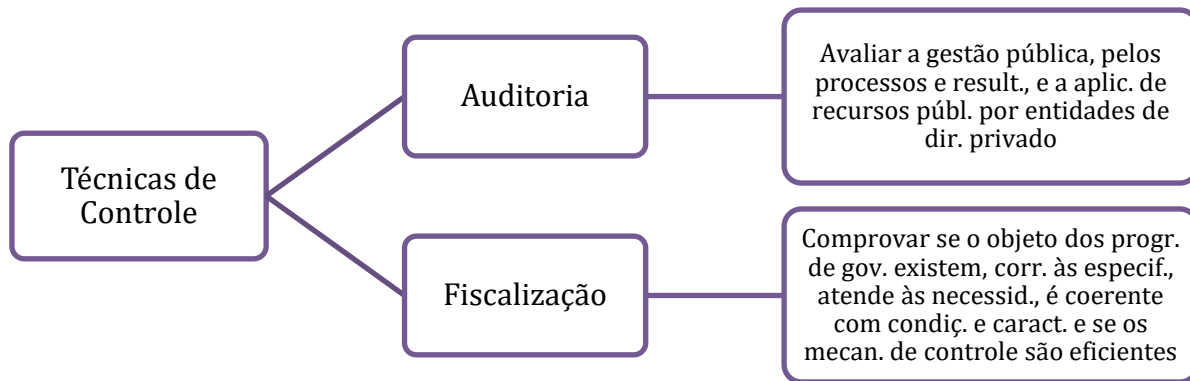 Técnicas de
Controle
Auditoria
Avaliar a gestão pública, pelos
processos e result., e a aplic. de
recursos públ. por entidades de
dir. privado
Fiscalização
Comprovar se o objeto dos progr.
de gov. existem, corr. às especif.,
atende às necessid., é coerente
com condiç. e caract. e se os
mecan. de controle são eficientes